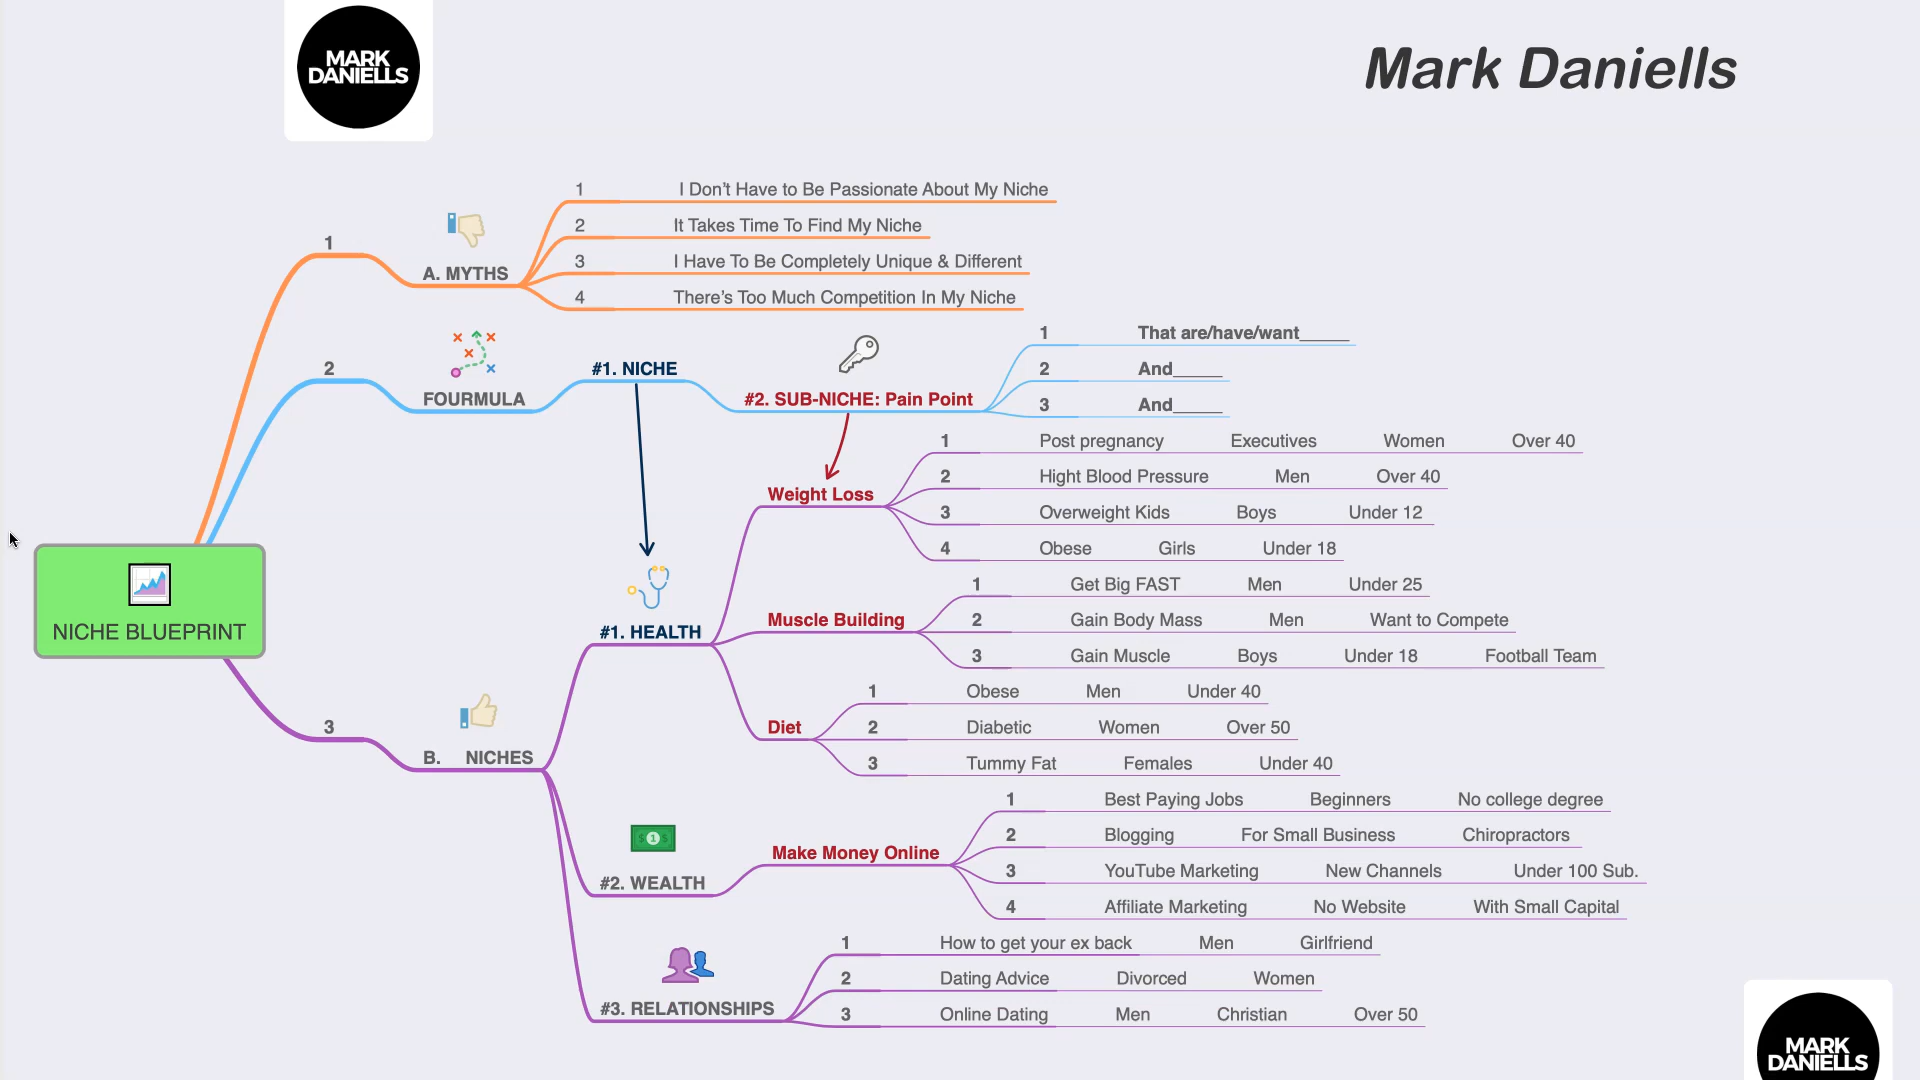 MARK
DANIELLS
Mark Daniells
1 I Don't Have to Be Passionate About My Niche
2 It Takes Time To Find My Niche
1
3 I Have To Be Completely Unique & Different
A. MYTHS
4 There's Too Much Competition In My Niche
1 That are/have/want_____
2
FOURMULA
#1. NICHE
#2. SUB-NICHE: Pain Point
2 And_____
3 And_____
Weight Loss
1 Post pregnancy Executives Women Over 40
2 Hight Blood Pressure Men Over 40
3 Overweight Kids Boys Under 12
4 Obese Girls Under 18
NICHE BLUEPRINT
#1. HEALTH
Muscle Building
1 Get Big FAST Men Under 25
2 Gain Body Mass Men Want to Compete
3 Gain Muscle Boys Under 18 Football Team
Diet
1 Obese Men Under 40
2 Diabetic Women Over 50
3 Tummy Fat Females Under 40
3
B. NICHES
#2. WEALTH
Make Money Online
1 Best Paying Jobs Beginners No college degree
2 Blogging For Small Business Chiropractors
3 YouTube Marketing New Channels Under 100 Sub.
4 Affiliate Marketing No Website With Small Capital
#3. RELATIONSHIPS
1 How to get your ex back Men Girlfriend
2 Dating Advice Divorced Women
3 Online Dating Men Christian Over 50
MARK
DANIELLS